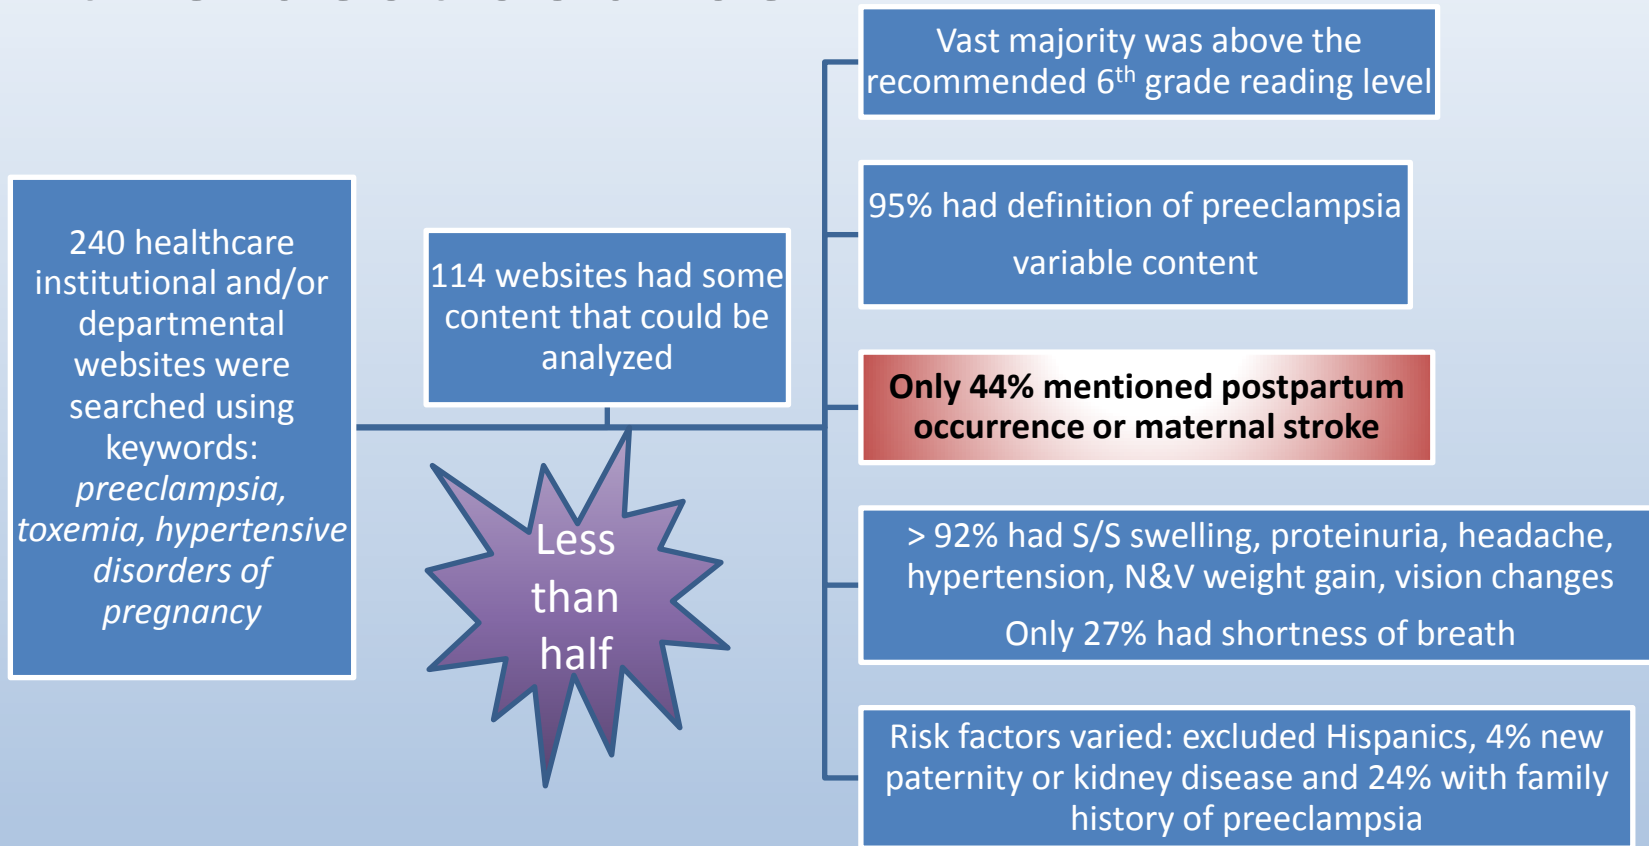 240 healthcare
institutional and/or
departmental
websites were
searched using
keywords:
preeclampsia,
toxemia, hypertensive
disorders of
pregnancy
114 websites had some
content that could be
analyzed
Less
than
half
Vast majority was above the
recommended 6th grade reading level
95% had definition of preeclampsia
variable content
Only 44% mentioned postpartum
occurrence or maternal stroke
> 92% had S/S swelling, proteinuria, headache,
hypertension, N&V weight gain, vision changes
Only 27% had shortness of breath
Risk factors varied: excluded Hispanics, 4% new
paternity or kidney disease and 24% with family
history of preeclampsia